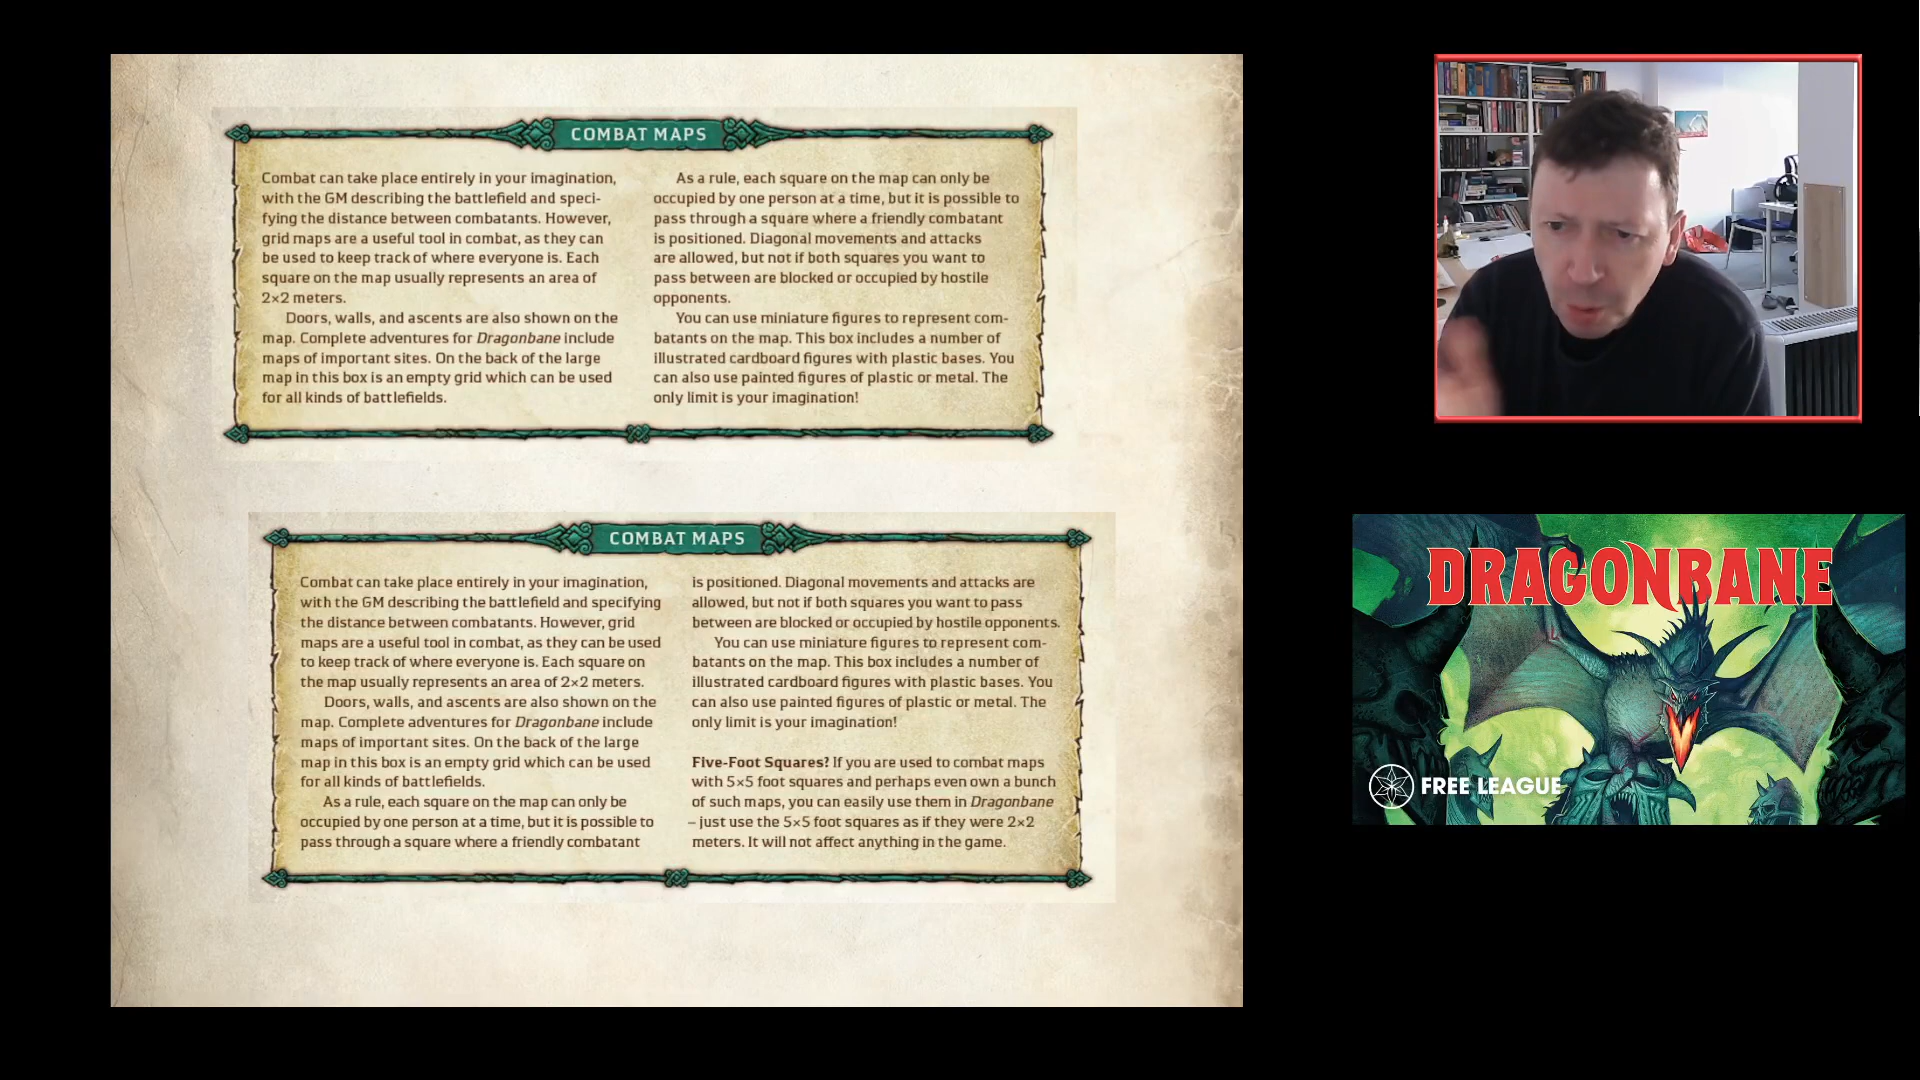 COMBAT MAPS
Combat can take place entirely in your imagination,
with the GM describing the battlefield and speci-
fying the distance between combatants. However,
grid maps are a useful tool in combat, as they can
be used to keep track of where everyone is. Each
square on the map usually represents an area of
2×2 meters.
Doors, walls, and ascents are also shown on the
map. Complete adventures for Dragonbane include
maps of important sites. On the back of the large
map in this box is an empty grid which can be used
for all kinds of battlefields.
As a rule, each square on the map can only be
occupied by one person at a time, but it is possible to
pass through a square where a friendly combatant
is positioned. Diagonal movements and attacks
are allowed, but not if both squares you want to
pass between are blocked or occupied by hostile
opponents.
You can use miniature figures to represent com-
batants on the map. This box includes a number of
illustrated cardboard figures with plastic bases. You
can also use painted figures of plastic or metal. The
only limit is your imagination!
COMBAT MAPS
Combat can take place entirely in your imagination,
with the GM describing the battlefield and specifying
the distance between combatants. However, grid
maps are a useful tool in combat, as they can be used
to keep track of where everyone is. Each square on
the map usually represents an area of 2×2 meters.
Doors, walls, and ascents are also shown on the
map. Complete adventures for Dragonbane include
maps of important sites. On the back of the large
map in this box is an empty grid which can be used
for all kinds of battlefields.
As a rule, each square on the map can only be
occupied by one person at a time, but it is possible to
pass through a square where a friendly combatant
is positioned. Diagonal movements and attacks are
allowed, but not if both squares you want to pass
between are blocked or occupied by hostile opponents.
You can use miniature figures to represent com-
batants on the map. This box includes a number of
illustrated cardboard figures with plastic bases. You
can also use painted figures of plastic or metal. The
only limit is your imagination!
Five-Foot Squares? If you are used to combat maps
with 5×5 foot squares and perhaps even own a bunch
of such maps, you can easily use them in Dragonbane
– just use the 5×5 foot squares as if they were 2×2
meters. It will not affect anything in the game.
DRAGONBANE
FREE LEAGUE